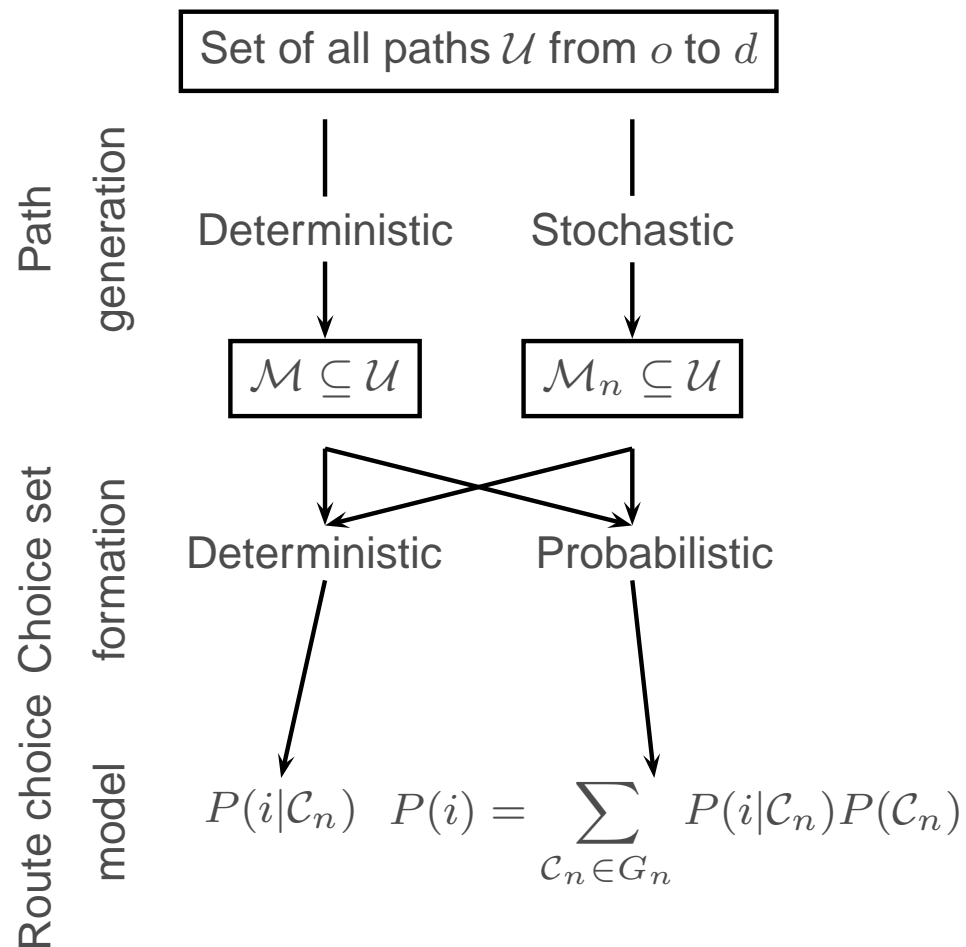 Set of all paths 𝒰 from o to d
Path
generation
Deterministic
Stochastic
ℳ ⊆ 𝒰
ℳₙ ⊆ 𝒰
Choice set
formation
Deterministic
Probabilistic
Route choice
model
P(i|𝒞ₙ)
P(i) = ∑_{𝒞ₙ∈Gₙ} P(i|𝒞ₙ)P(𝒞ₙ)